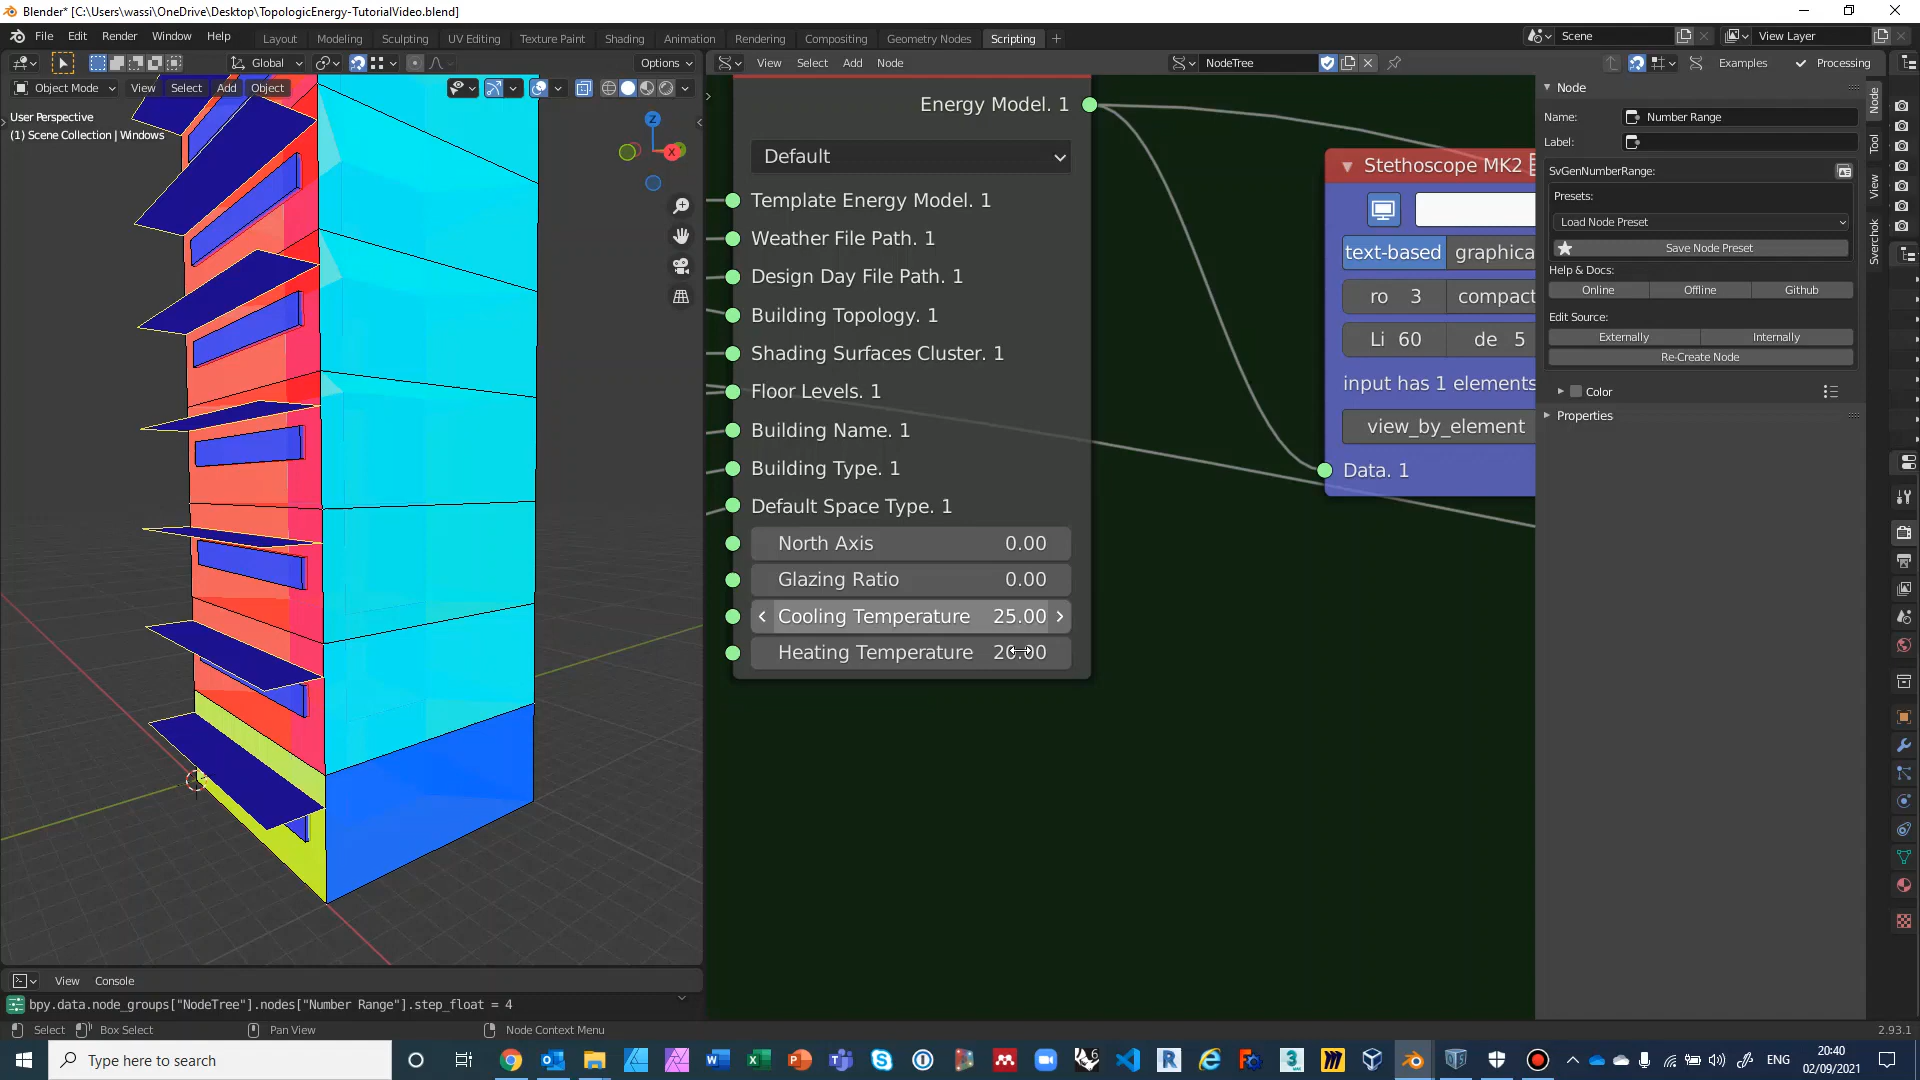 Blender* [C:\Users\wassi\OneDrive\Desktop\TopologicEnergy-TutorialVideo.blend]
File Edit Render Window Help Layout Modeling Sculpting UV Editing Texture Paint Shading Animation Rendering Compositing Geometry Nodes Scripting + Scene View Layer
Global Options View Select Add Node NodeTree Examples Processing
Object Mode View Select Add Object
User Perspective
(1) Scene Collection | Windows
Z
X
Energy Model. 1
Default
Template Energy Model. 1
Weather File Path. 1
Design Day File Path. 1
Building Topology. 1
Shading Surfaces Cluster. 1
Floor Levels. 1
Building Name. 1
Building Type. 1
Default Space Type. 1
North Axis 0.00
Glazing Ratio 0.00
Cooling Temperature 25.00
Heating Temperature 20.00
Stethoscope MK2
text-based graphica
ro 3 compact
Li 60 de 5
input has 1 elements
view_by_element
Data. 1
Node
Name: Number Range
Label:
SvGenNumberRange:
Presets:
Load Node Preset
Save Node Preset
Help & Docs:
Online Offline Github
Edit Source:
Externally Internally
Re-Create Node
Color
Properties
Node
Tool
View
Sverchok
View Console
bpy.data.node_groups["NodeTree"].nodes["Number Range"].step_float = 4
Select Box Select Pan View Node Context Menu 2.93.1
Type here to search
ENG
20:40
02/09/2021